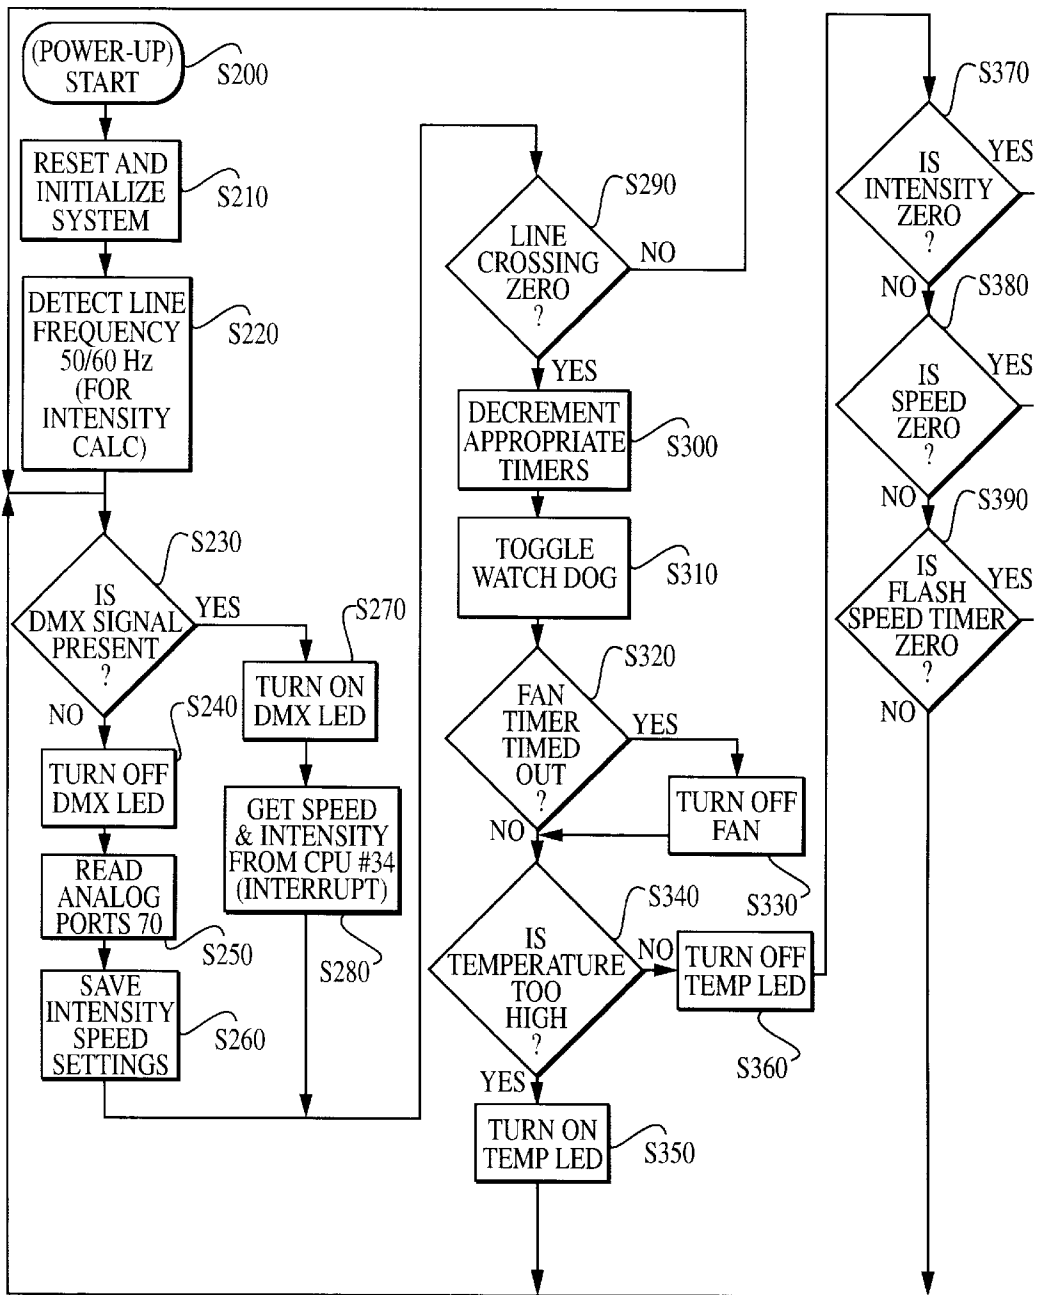 (POWER-UP)
START
S200
RESET AND
INITIALIZE
SYSTEM
S210
DETECT LINE
FREQUENCY
50/60 Hz
(FOR
INTENSITY
CALC)
S220
IS
DMX SIGNAL
PRESENT
?
S230
YES
NO
TURN OFF
DMX LED
S240
READ
ANALOG
PORTS 70
S250
SAVE
INTENSITY
SPEED
SETTINGS
S260
TURN ON
DMX LED
S270
GET SPEED
& INTENSITY
FROM CPU #34
(INTERRUPT)
S280
LINE
CROSSING
ZERO
?
S290
NO
YES
DECREMENT
APPROPRIATE
TIMERS
S300
TOGGLE
WATCH DOG
S310
FAN
TIMER
TIMED
OUT
?
S320
YES
NO
TURN OFF
FAN
S330
IS
TEMPERATURE
TOO
HIGH
?
S340
NO
YES
TURN ON
TEMP LED
S350
TURN OFF
TEMP LED
S360
IS
INTENSITY
ZERO
?
S370
YES
NO
IS
SPEED
ZERO
?
S380
YES
NO
IS
FLASH
SPEED TIMER
ZERO
?
S390
YES
NO